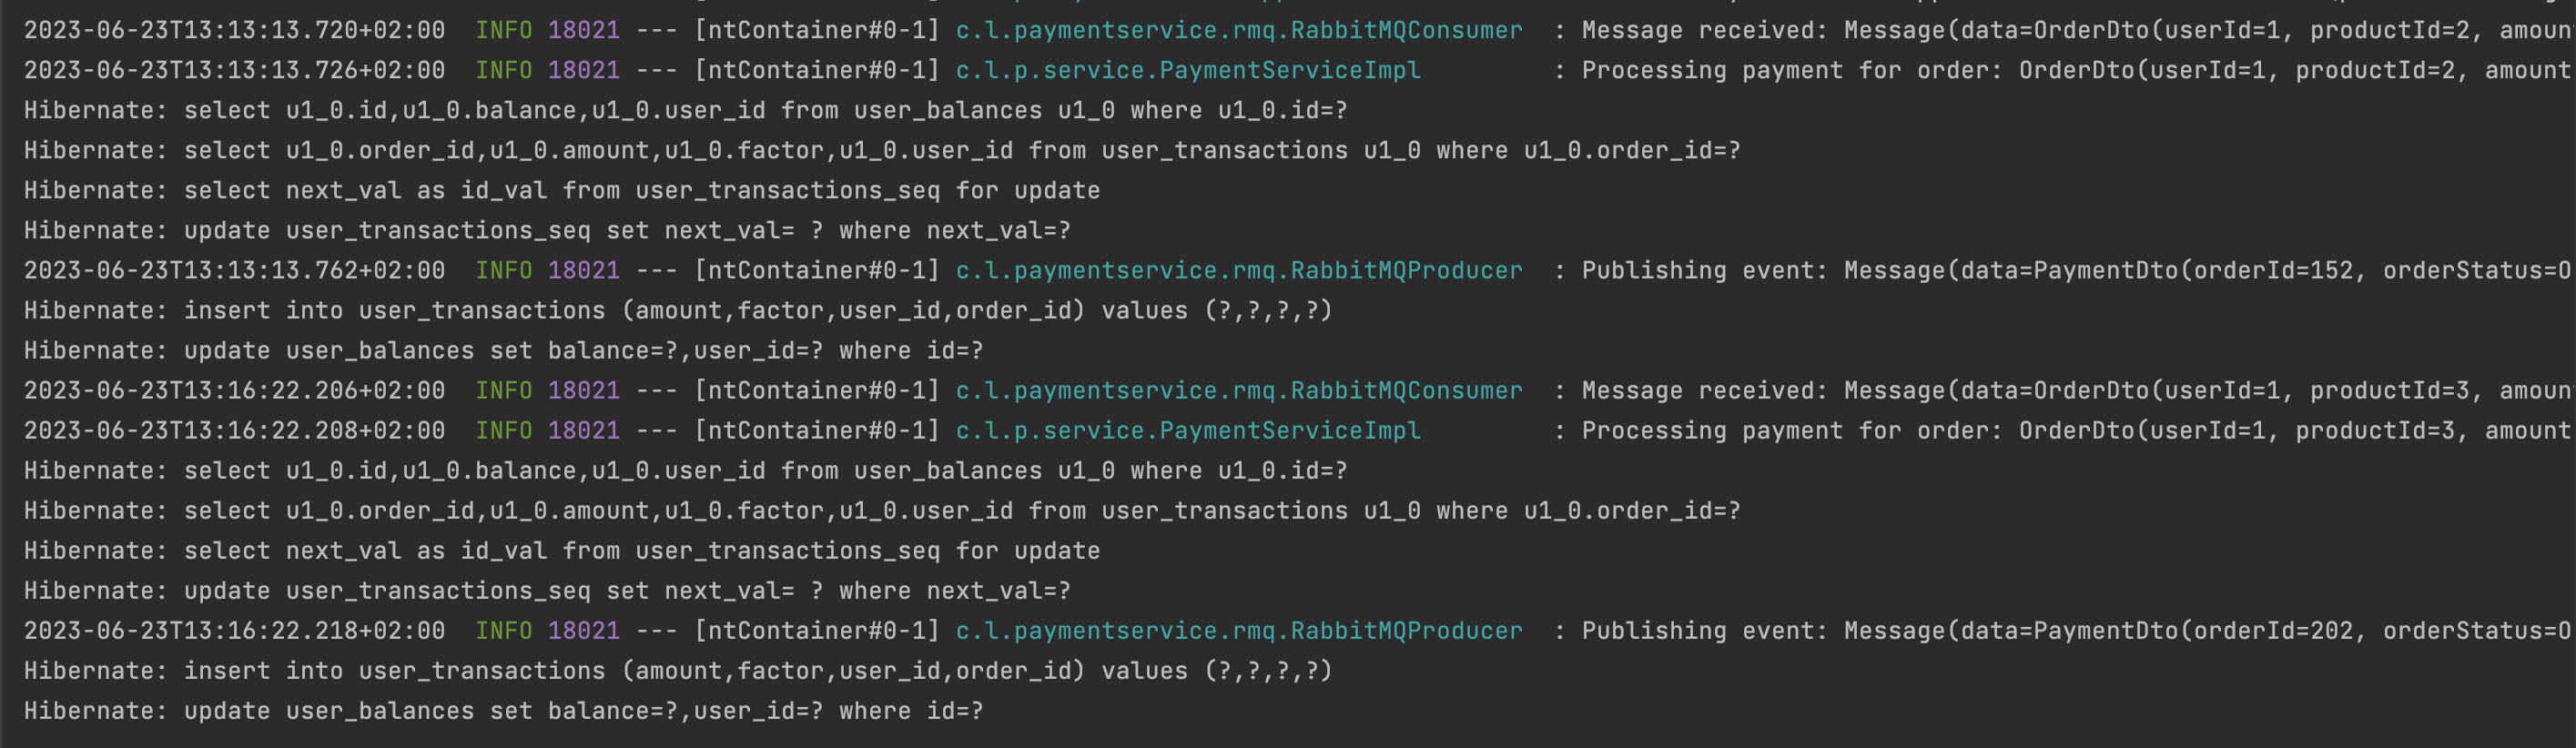 2023-06-23T13:13:13.720+02:00  INFO 18021 --- [ntContainer#0-1] c.l.paymentservice.rmq.RabbitMQConsumer  : Message received: Message(data=OrderDto(userId=1, productId=2, amoun
2023-06-23T13:13:13.726+02:00  INFO 18021 --- [ntContainer#0-1] c.l.p.service.PaymentServiceImpl         : Processing payment for order: OrderDto(userId=1, productId=2, amount
Hibernate: select u1_0.id,u1_0.balance,u1_0.user_id from user_balances u1_0 where u1_0.id=?
Hibernate: select u1_0.order_id,u1_0.amount,u1_0.factor,u1_0.user_id from user_transactions u1_0 where u1_0.order_id=?
Hibernate: select next_val as id_val from user_transactions_seq for update
Hibernate: update user_transactions_seq set next_val= ? where next_val=?
2023-06-23T13:13:13.762+02:00  INFO 18021 --- [ntContainer#0-1] c.l.paymentservice.rmq.RabbitMQProducer  : Publishing event: Message(data=PaymentDto(orderId=152, orderStatus=O
Hibernate: insert into user_transactions (amount,factor,user_id,order_id) values (?,?,?,?)
Hibernate: update user_balances set balance=?,user_id=? where id=?
2023-06-23T13:16:22.206+02:00  INFO 18021 --- [ntContainer#0-1] c.l.paymentservice.rmq.RabbitMQConsumer  : Message received: Message(data=OrderDto(userId=1, productId=3, amoun
2023-06-23T13:16:22.208+02:00  INFO 18021 --- [ntContainer#0-1] c.l.p.service.PaymentServiceImpl         : Processing payment for order: OrderDto(userId=1, productId=3, amount
Hibernate: select u1_0.id,u1_0.balance,u1_0.user_id from user_balances u1_0 where u1_0.id=?
Hibernate: select u1_0.order_id,u1_0.amount,u1_0.factor,u1_0.user_id from user_transactions u1_0 where u1_0.order_id=?
Hibernate: select next_val as id_val from user_transactions_seq for update
Hibernate: update user_transactions_seq set next_val= ? where next_val=?
2023-06-23T13:16:22.218+02:00  INFO 18021 --- [ntContainer#0-1] c.l.paymentservice.rmq.RabbitMQProducer  : Publishing event: Message(data=PaymentDto(orderId=202, orderStatus=O
Hibernate: insert into user_transactions (amount,factor,user_id,order_id) values (?,?,?,?)
Hibernate: update user_balances set balance=?,user_id=? where id=?